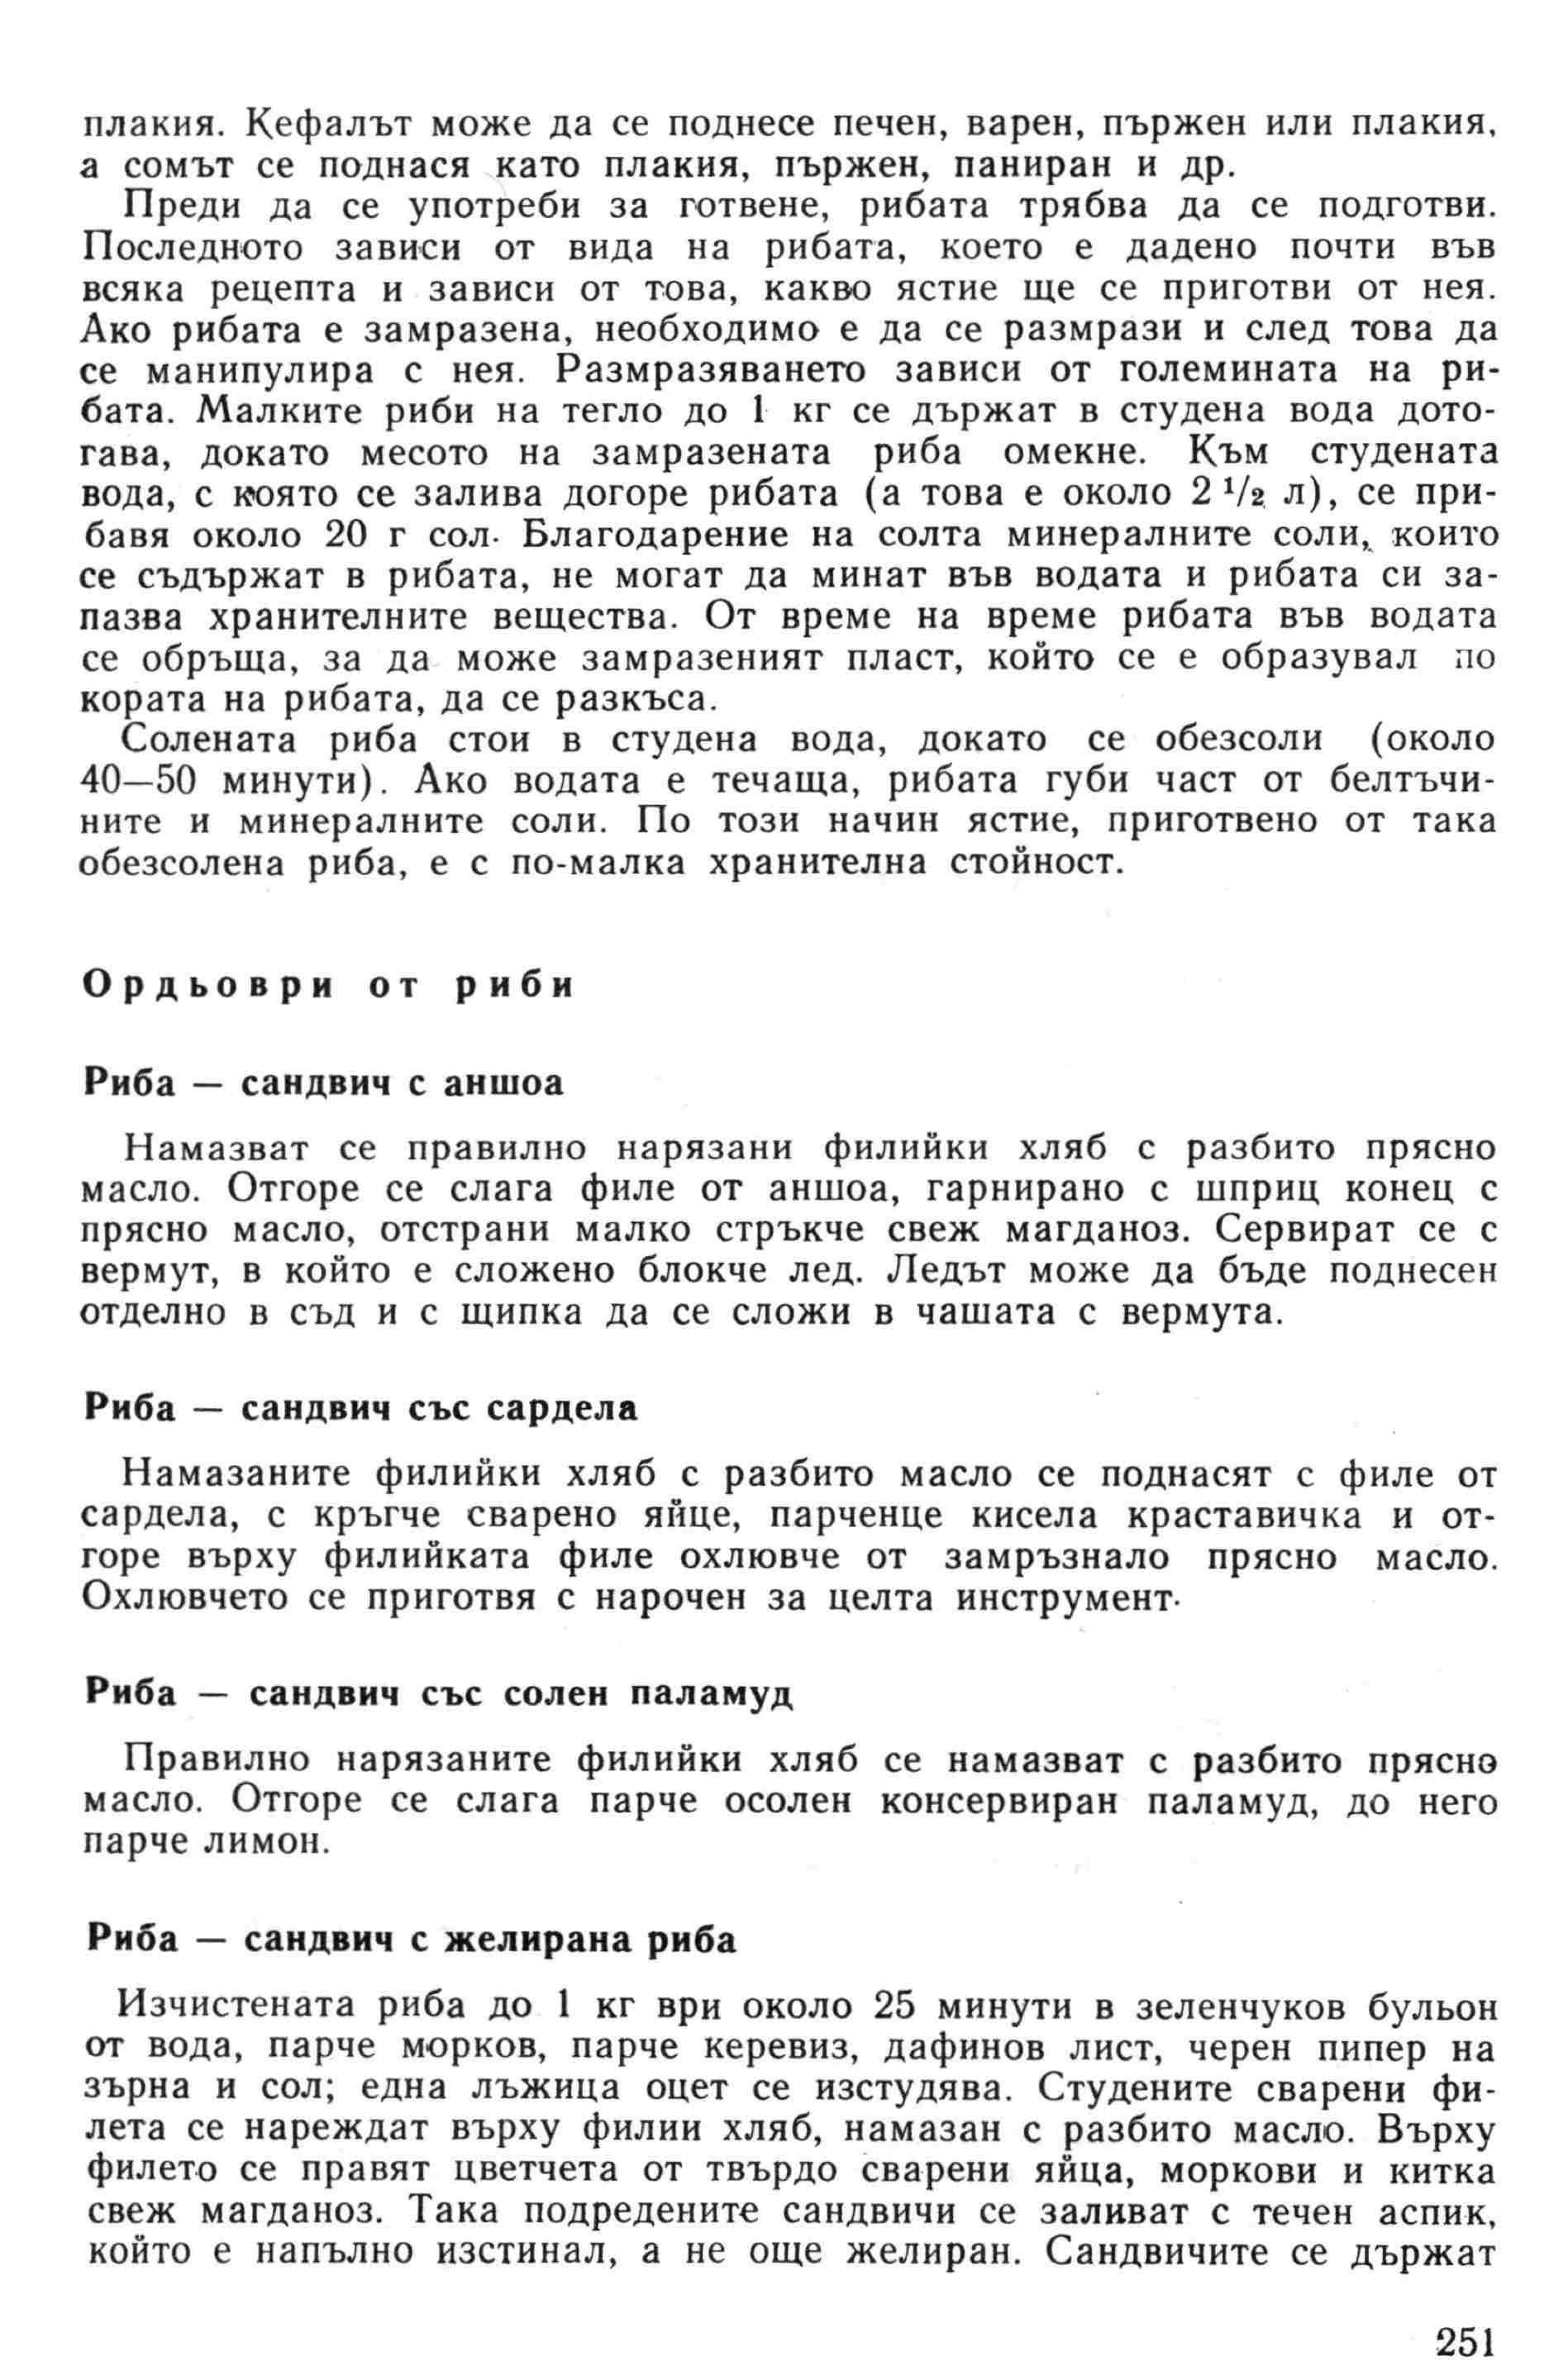 плакия. Кефалът може да се поднесе печен, варен, пържен или плакия,
а сомът се поднася като плакия, пържен, паниран и др.
Преди да се употреби за готвене, рибата трябва да се подготви.
Последното зависи от вида на рибата, което е дадено почти във
всяка рецепта и зависи от това, какво ястие ще се приготви от нея.
Ако рибата е замразена, необходимо е да се размрази и след това да
се манипулира с нея. Размразяването зависи от големината на ри-
бата. Малките риби на тегло до 1 кг се държат в студена вода дото-
гава, докато месото на замразената риба омекне. Към студената
вода, с която се залива догоре рибата (а това е около 2 1/2 л), се при-
бавя около 20 г сол. Благодарение на солта минералните соли, които
се съдържат в рибата, не могат да минат във водата и рибата си за-
пазва хранителните вещества. От време на време рибата във водата
се обръща, за да може замразеният пласт, който се е образувал по
кората на рибата, да се разкъса.
Солената риба стои в студена вода, докато се обезсоли (около
40—50 минути). Ако водата е течаща, рибата губи част от белтъчи-
ните и минералните соли. По този начин ястие, приготвено от така
обезсолена риба, е с по-малка хранителна стойност.
Ордьоври от риби
Риба — сандвич с аншоа
Намазват се правилно нарязани филийки хляб с разбито прясно
масло. Отгоре се слага филе от аншоа, гарнирано с шприц конец с
прясно масло, отстрани малко стръкче свеж магданоз. Сервират се с
вермут, в който е сложено блокче лед. Ледът може да бъде поднесен
отделно в съд и с щипка да се сложи в чашата с вермута.
Риба — сандвич със сардела
Намазаните филийки хляб с разбито масло се поднасят с филе от
сардела, с кръгче сварено яйце, парченце кисела краставичка и от-
горе върху филийката филе охлювче от замръзнало прясно масло.
Охлювчето се приготвя с нарочен за целта инструмент.
Риба — сандвич със солен паламуд
Правилно нарязаните филийки хляб се намазват с разбито прясно
масло. Отгоре се слага парче осолен консервиран паламуд, до него
парче лимон.
Риба — сандвич с желирана риба
Изчистената риба до 1 кг ври около 25 минути в зеленчуков бульон
от вода, парче морков, парче керевиз, дафинов лист, черен пипер на
зърна и сол; една лъжица оцет се изстудява. Студените сварени фи-
лета се нареждат върху филии хляб, намазан с разбито масло. Върху
филето се правят цветчета от твърдо сварени яйца, моркови и китка
свеж магданоз. Така подредените сандвичи се заливат с течен аспик,
който е напълно изстинал, а не още желиран. Сандвичите се държат
251